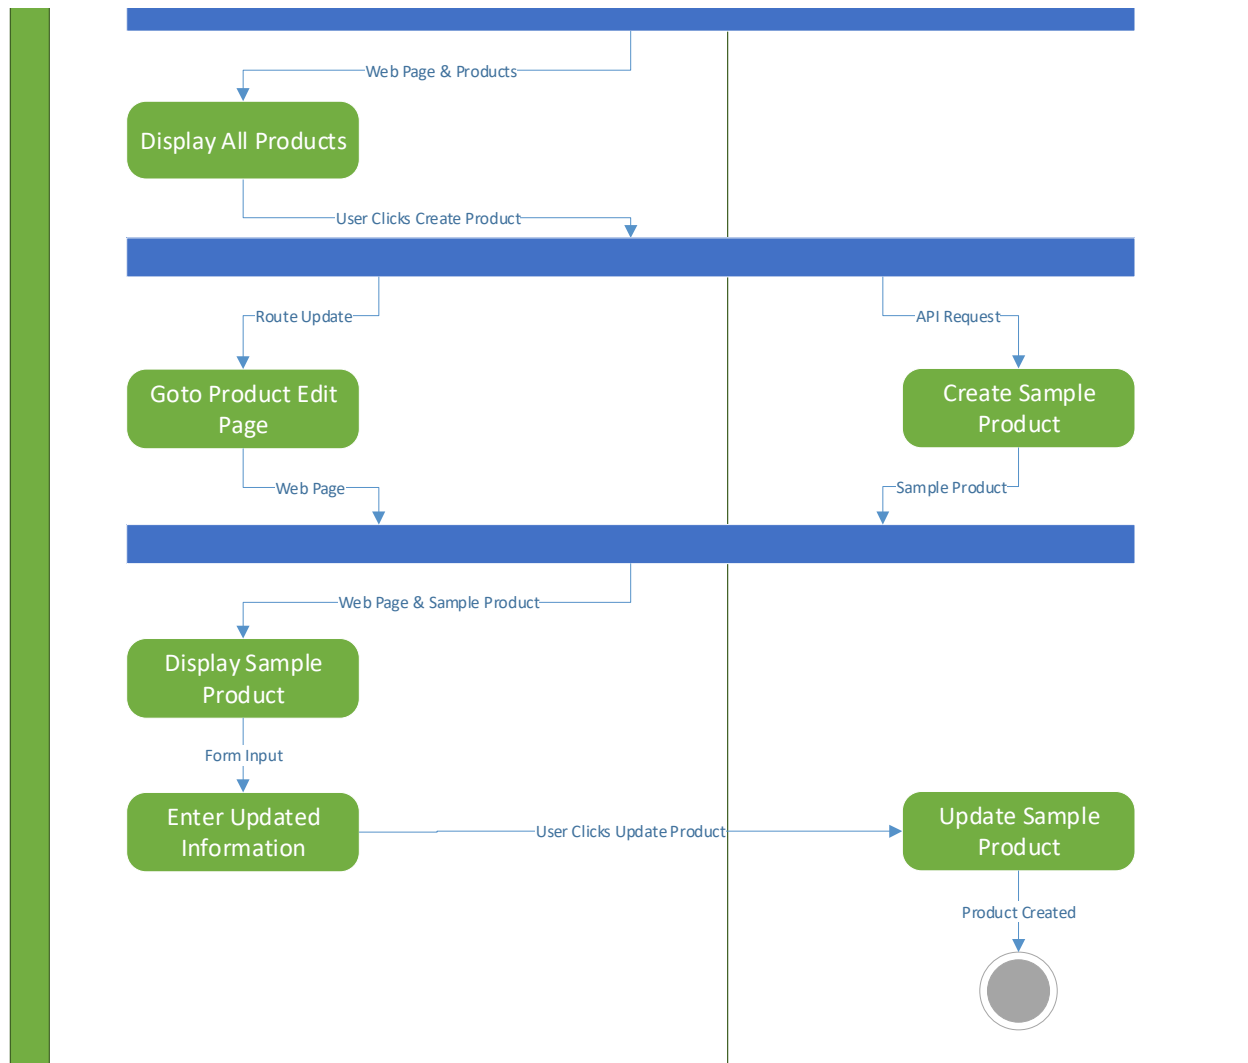 Web Page & Products
Display All Products
User Clicks Create Product
Route Update
API Request
Goto Product Edit
Page
Create Sample
Product
Web Page
Sample Product
Web Page & Sample Product
Display Sample
Product
Form Input
Enter Updated
Information
User Clicks Update Product
Update Sample
Product
Product Created